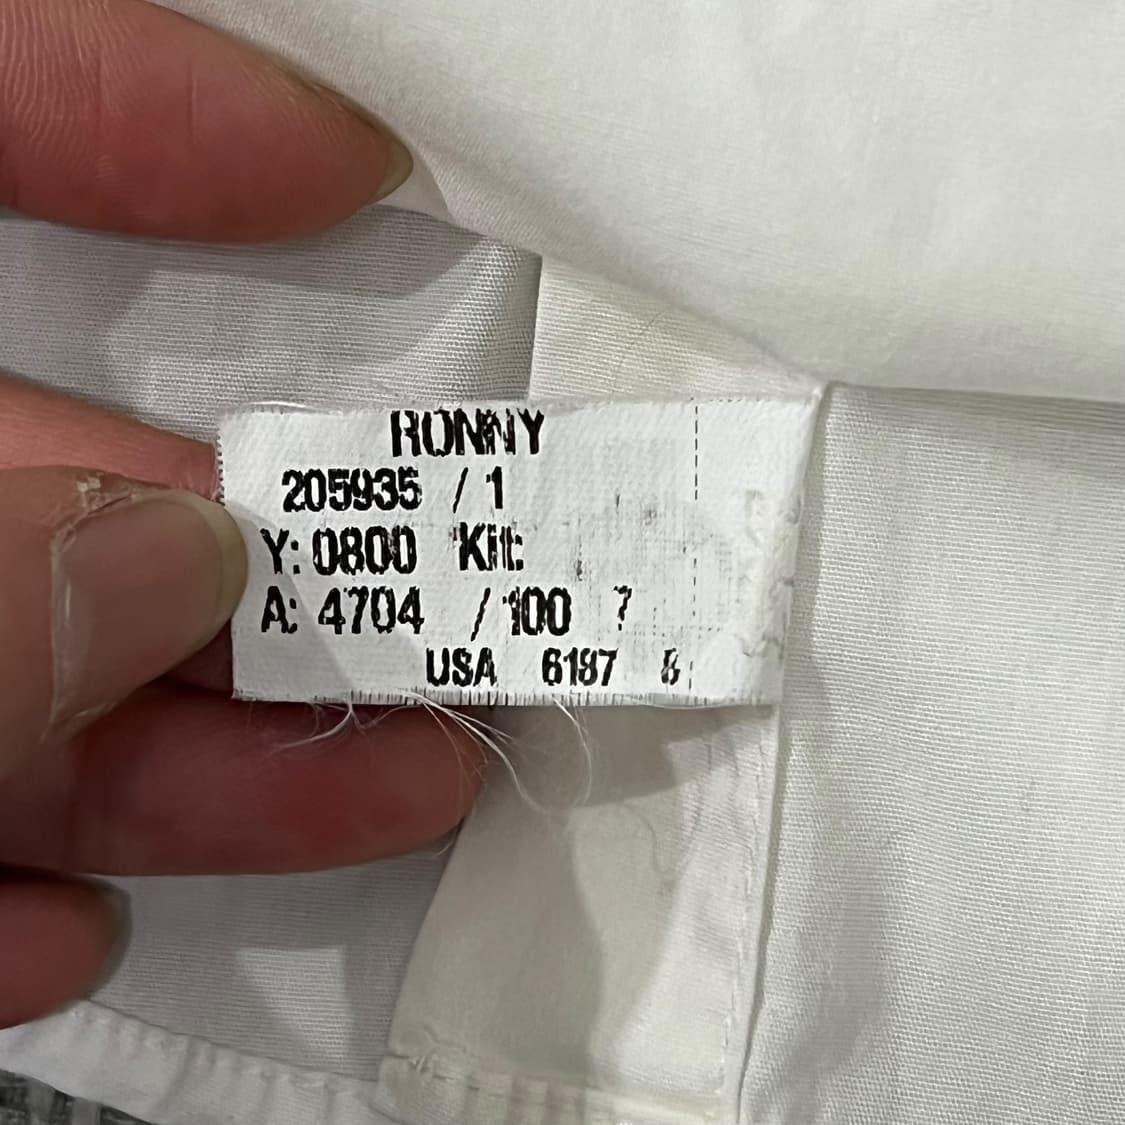 RONNY
205935 / 1
Y: 0800 Kit:
A: 4704 / 100 7
USA 6187 8